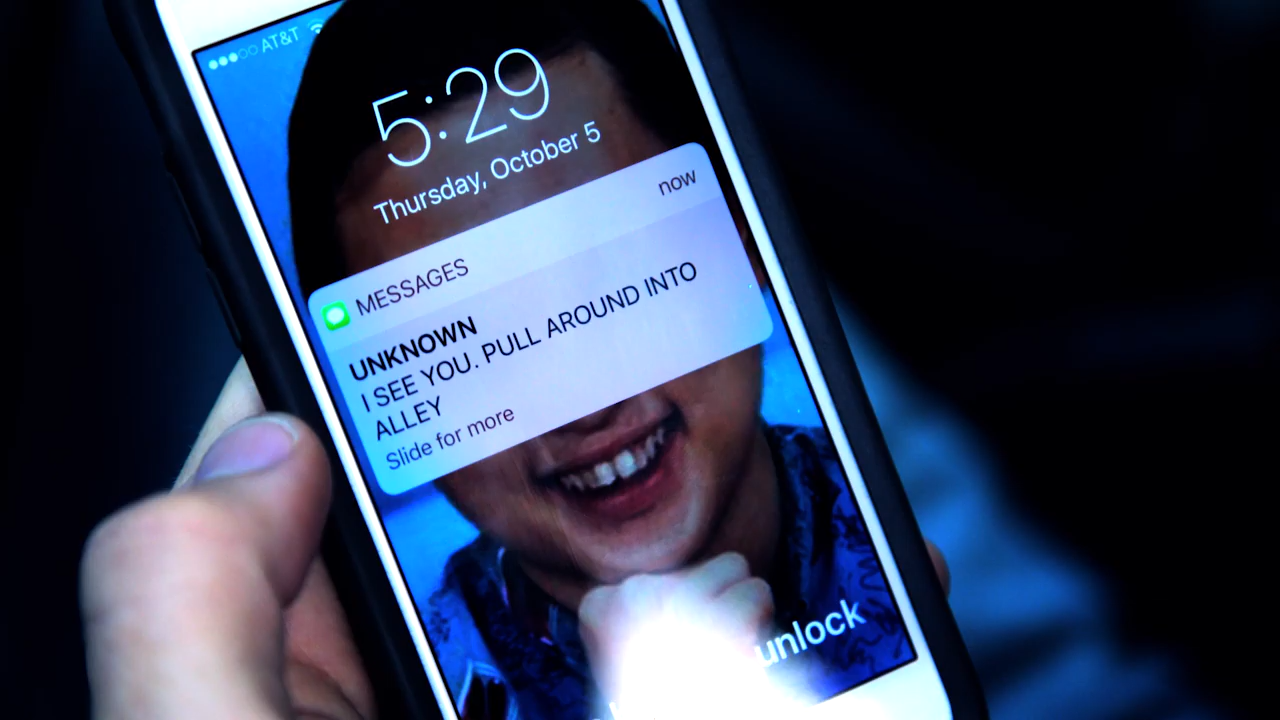 AT&T
5:29
Thursday, October 5
MESSAGES
now
UNKNOWN
I SEE YOU. PULL AROUND INTO
ALLEY
Slide for more
unlock